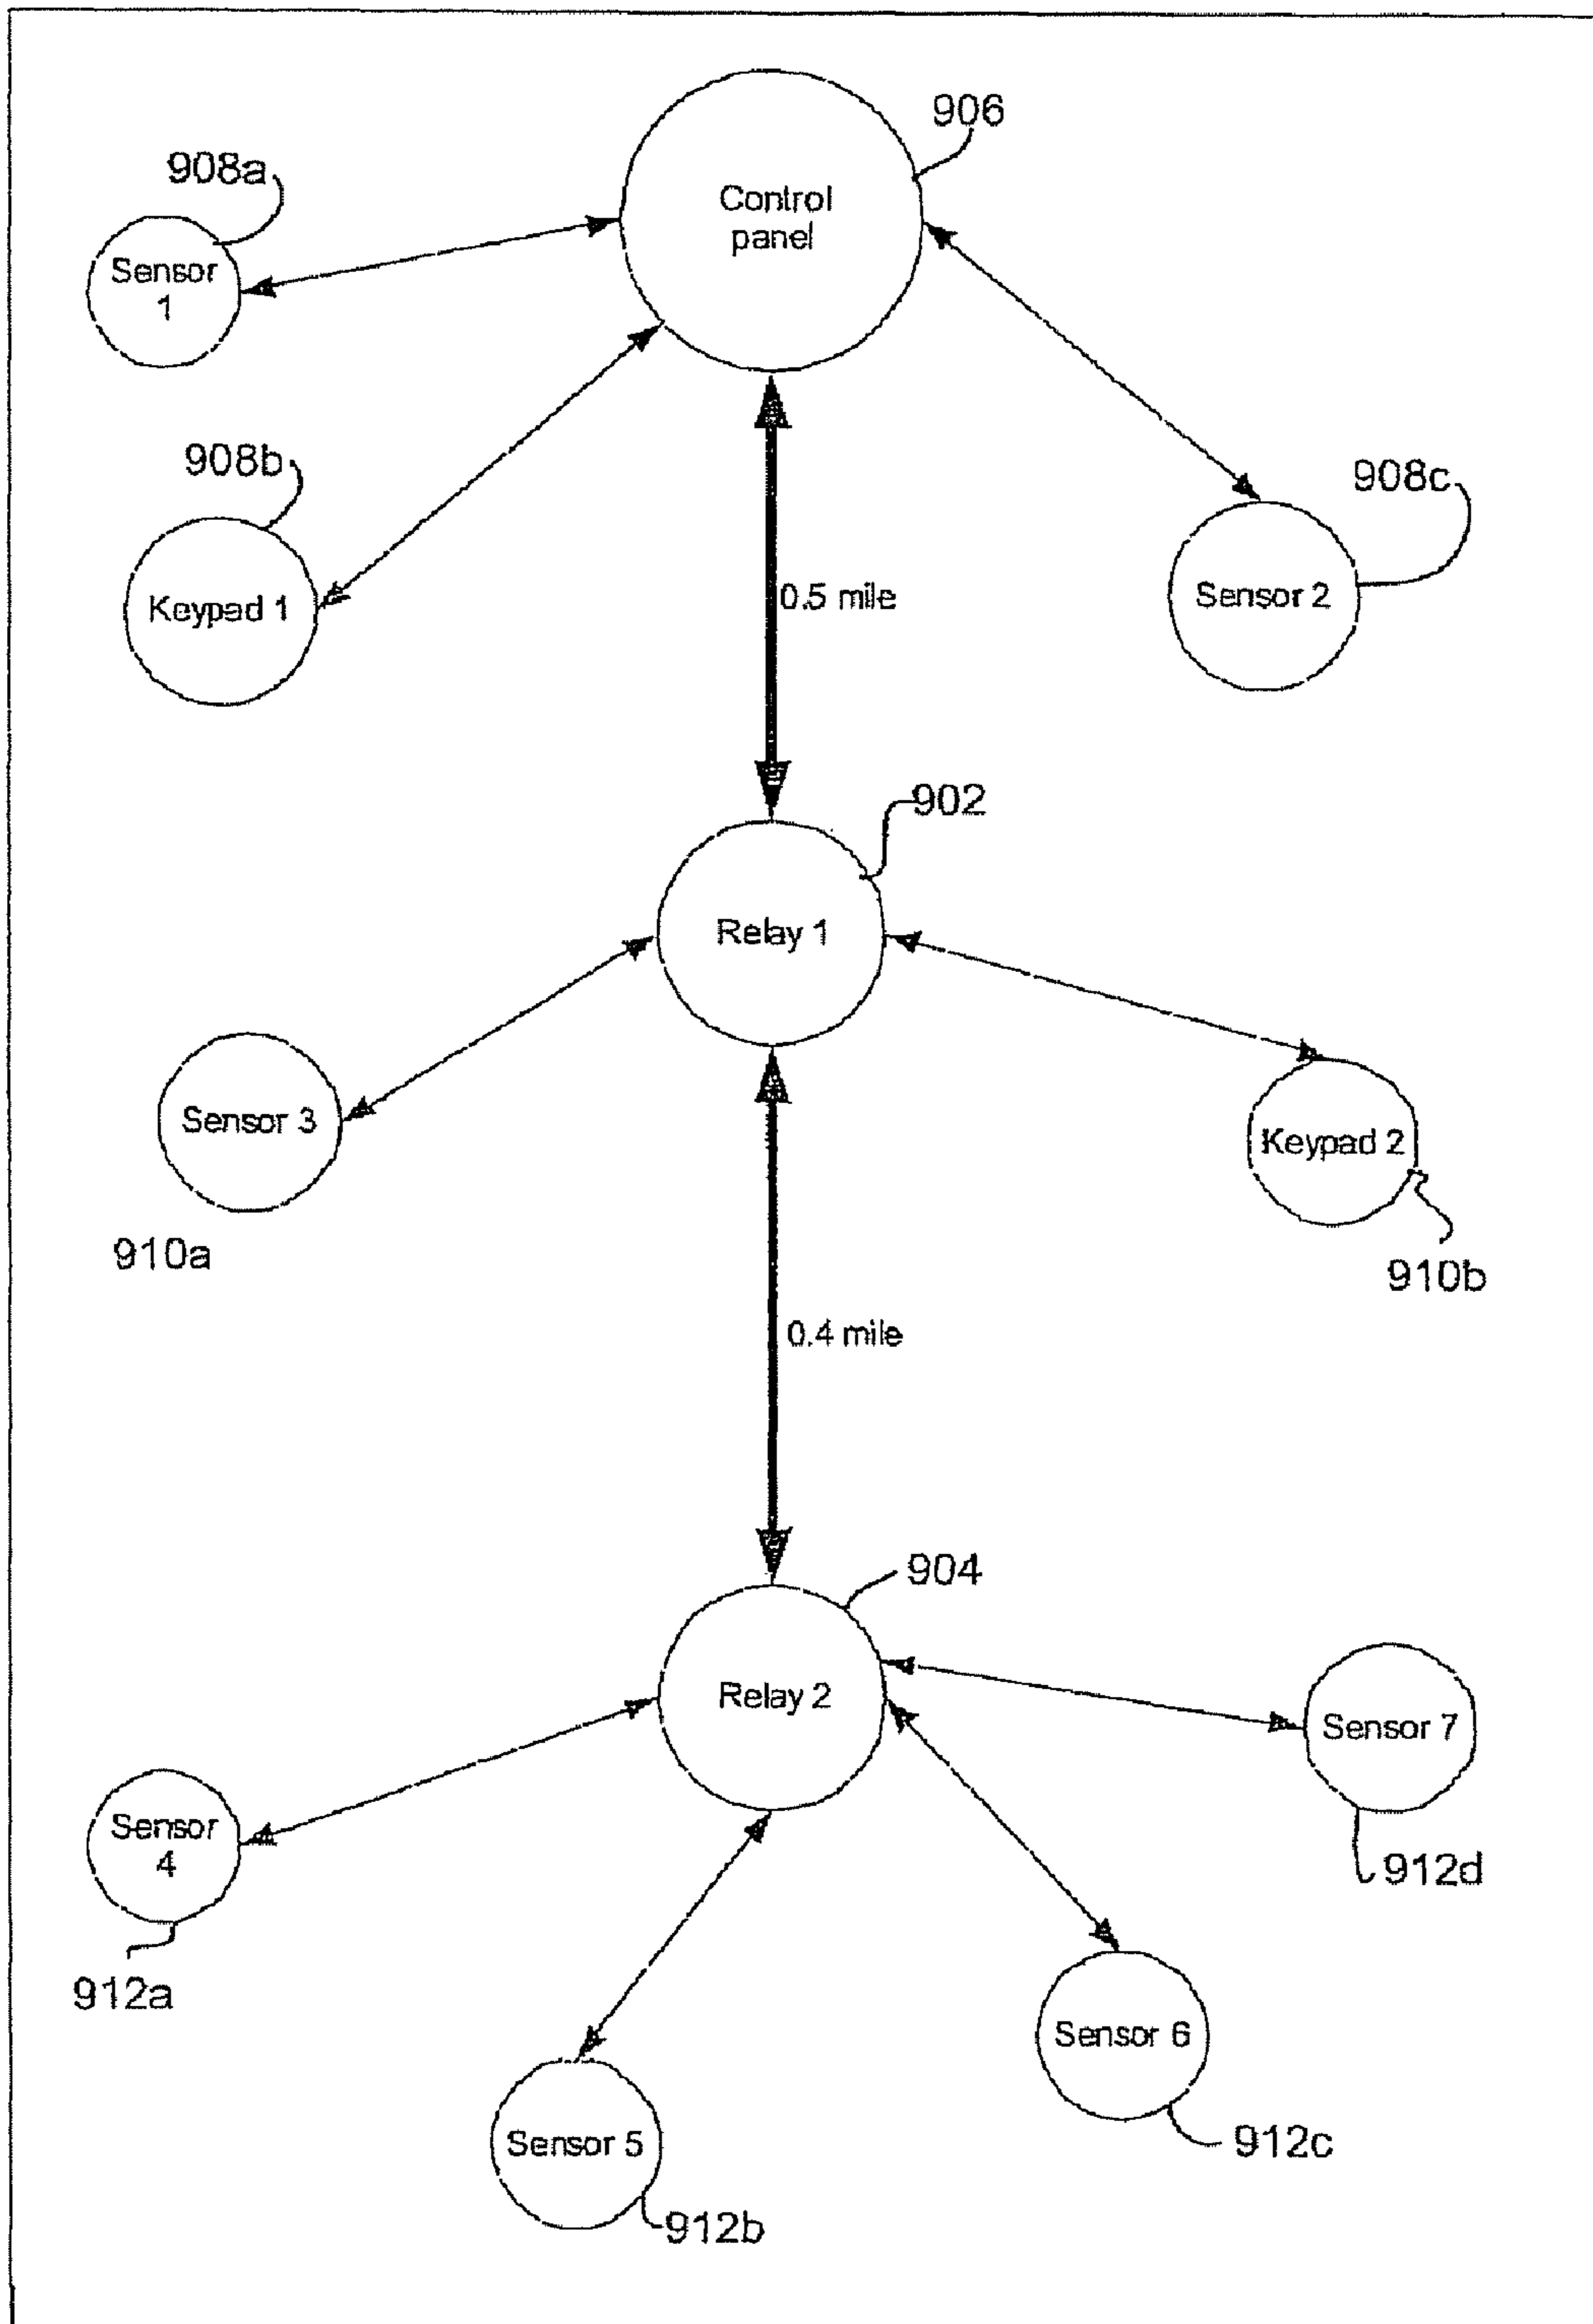 906
908a
Control
panel
Sensor
1
908b
908c
Keypad 1
0.5 mile
Sensor 2
902
Relay 1
Sensor 3
Keypad 2
910a
910b
0.4 mile
904
Relay 2
Sensor 7
Sensor
4
912d
912a
Sensor 6
Sensor 5
912c
912b